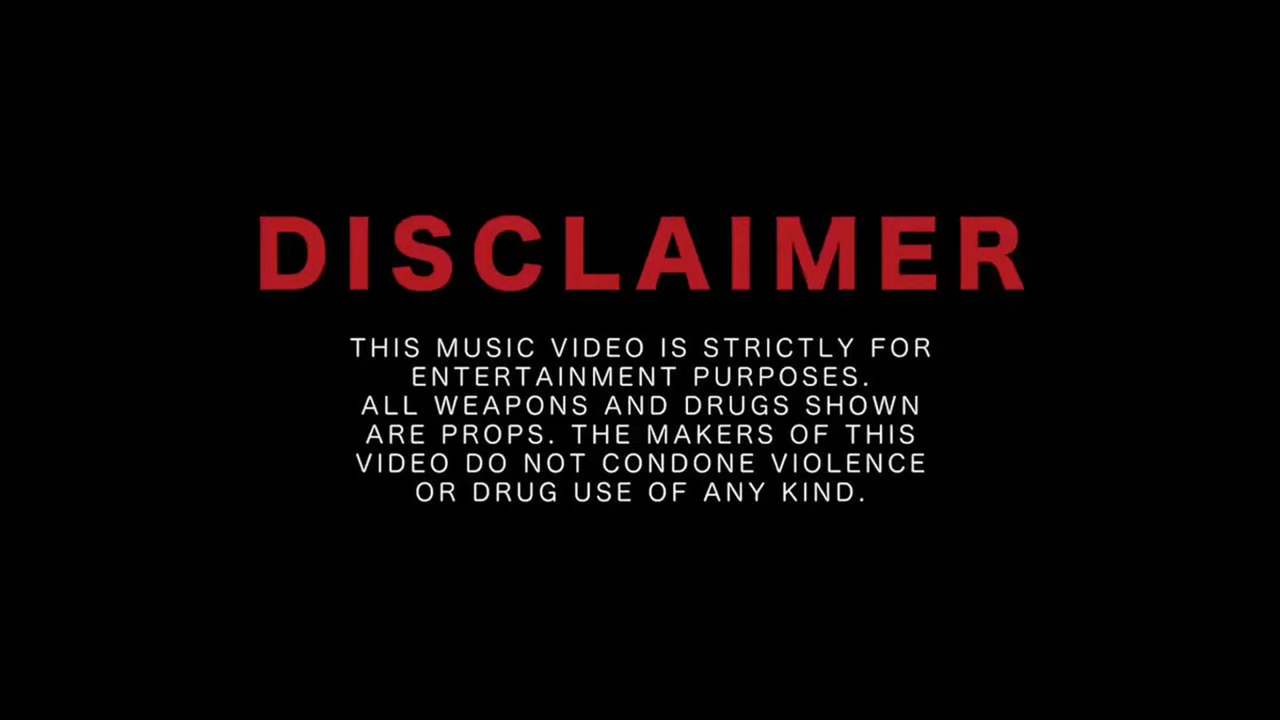 DISCLAIMER
THIS MUSIC VIDEO IS STRICTLY FOR
ENTERTAINMENT PURPOSES.
ALL WEAPONS AND DRUGS SHOWN
ARE PROPS. THE MAKERS OF THIS
VIDEO DO NOT CONDONE VIOLENCE
OR DRUG USE OF ANY KIND.